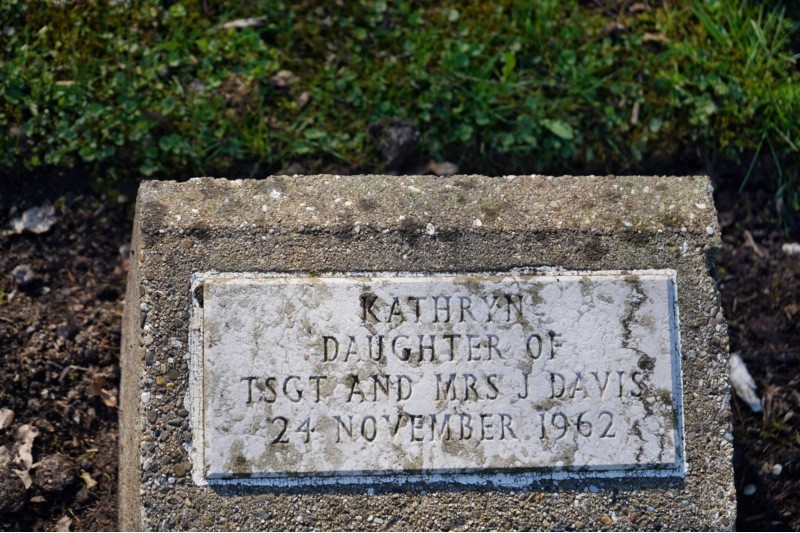 KATHRYN
DAUGHTER OF
TSGT AND MRS J DAVIS
24 NOVEMBER 1962